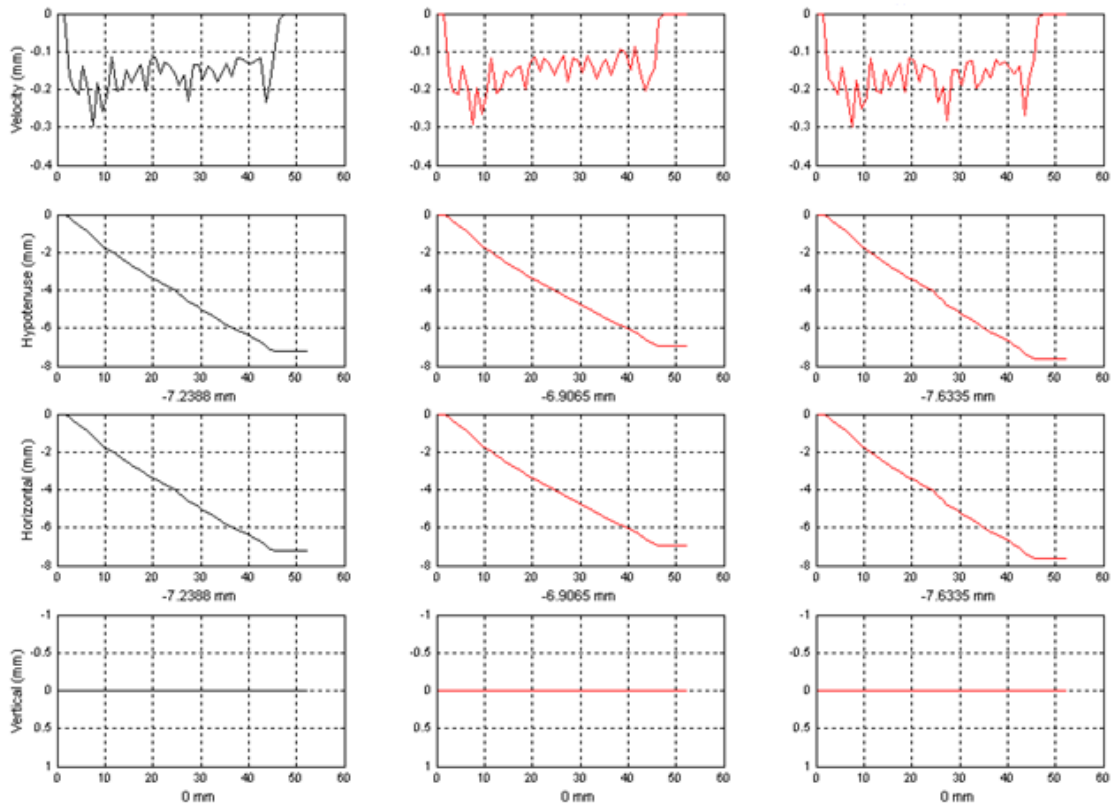 Velocity (mm)
0
-0.1
-0.2
-0.3
-0.4
0 10 20 30 40 50 60
0
-0.1
-0.2
-0.3
-0.4
0 10 20 30 40 50 60
0
-0.1
-0.2
-0.3
-0.4
0 10 20 30 40 50 60
Hypotenuse (mm)
0
-2
-4
-6
-8
0 10 20 30 40 50 60
-7.2388 mm
0
-2
-4
-6
-8
0 10 20 30 40 50 60
-6.9065 mm
0
-2
-4
-6
-8
0 10 20 30 40 50 60
-7.6335 mm
Horizontal (mm)
0
-2
-4
-6
-8
0 10 20 30 40 50 60
-7.2388 mm
0
-2
-4
-6
-8
0 10 20 30 40 50 60
-6.9065 mm
0
-2
-4
-6
-8
0 10 20 30 40 50 60
-7.6335 mm
Vertical (mm)
-1
-0.5
0
0.5
1
0 10 20 30 40 50 60
0 mm
-1
-0.5
0
0.5
1
0 10 20 30 40 50 60
0 mm
-1
-0.5
0
0.5
1
0 10 20 30 40 50 60
0 mm